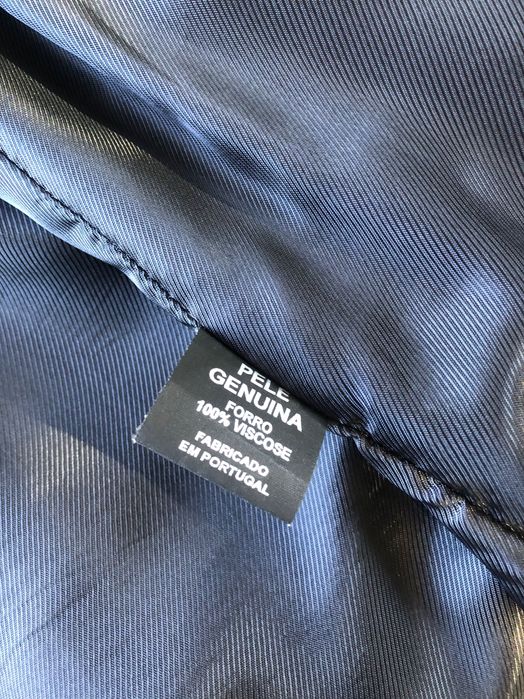 PELE
GENUINA
FORRO
100% VISCOSE
FABRICADO
EM PORTUGAL